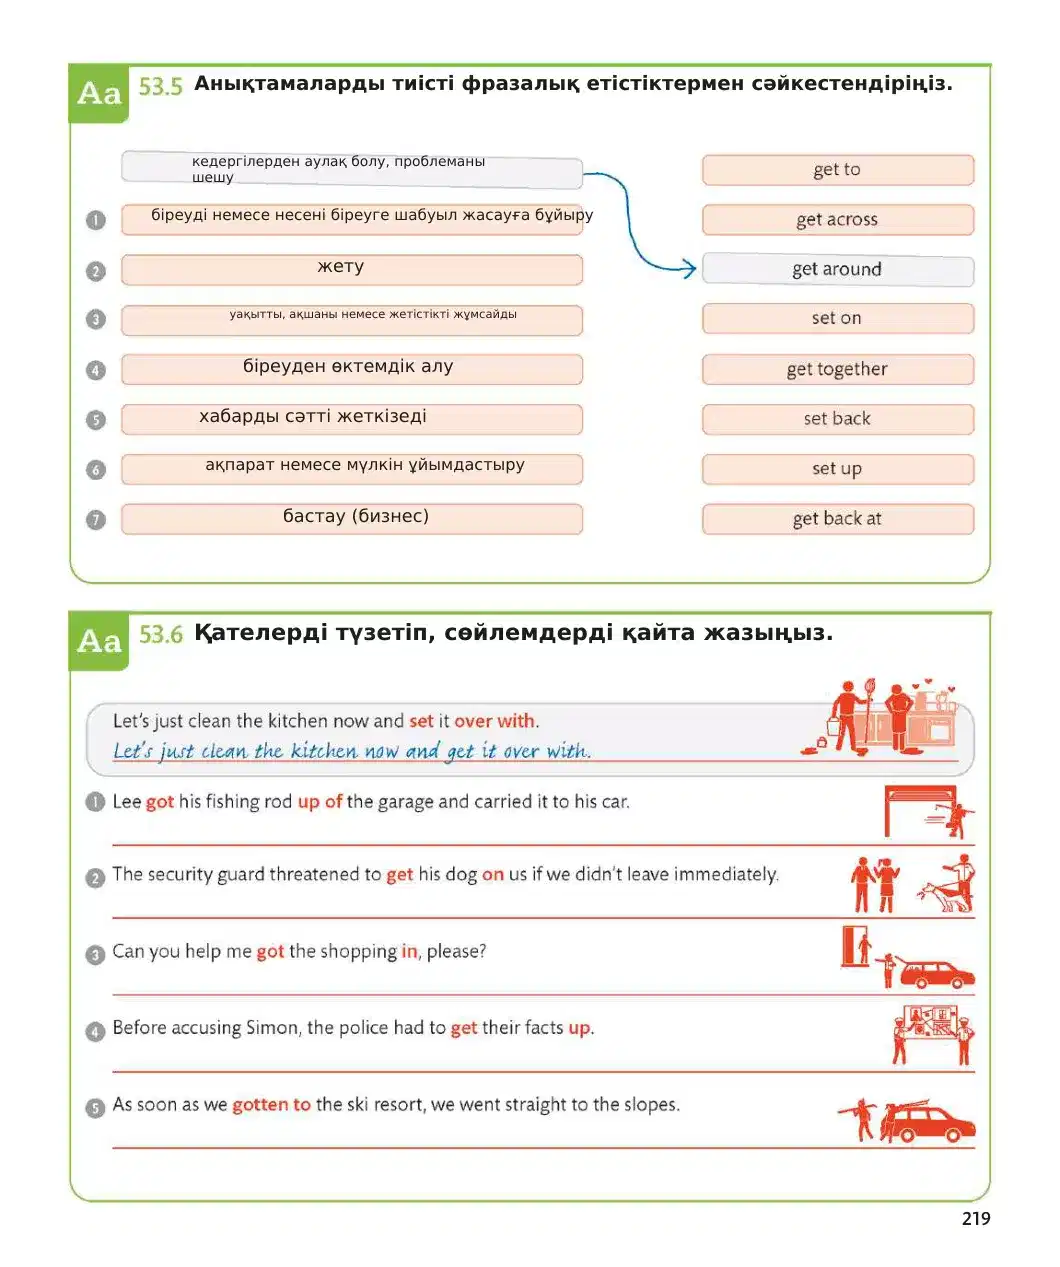 Aa 53.5 Анықтамаларды тиісті фразалық етістіктермен сәйкестендіріңіз.
кедергілерден аулақ болу, проблеманы
шешу
get to
1 біреуді немесе несені біреуге шабуыл жасауға бұйыру
get across
2 жету
get around
3 уақытты, ақшаны немесе жетістікті жұмсайды
set on
4 біреуден өктемдік алу
get together
5 хабарды сәтті жеткізеді
set back
6 ақпарат немесе мүлкін ұйымдастыру
set up
7 бастау (бизнес)
get back at
Aa 53.6 Қателерді түзетіп, сөйлемдерді қайта жазыңыз.
Let's just clean the kitchen now and set it over with.
Let's just clean the kitchen now and get it over with.
1 Lee got his fishing rod up of the garage and carried it to his car.
2 The security guard threatened to get his dog on us if we didn't leave immediately.
3 Can you help me got the shopping in, please?
4 Before accusing Simon, the police had to get their facts up.
5 As soon as we gotten to the ski resort, we went straight to the slopes.
219